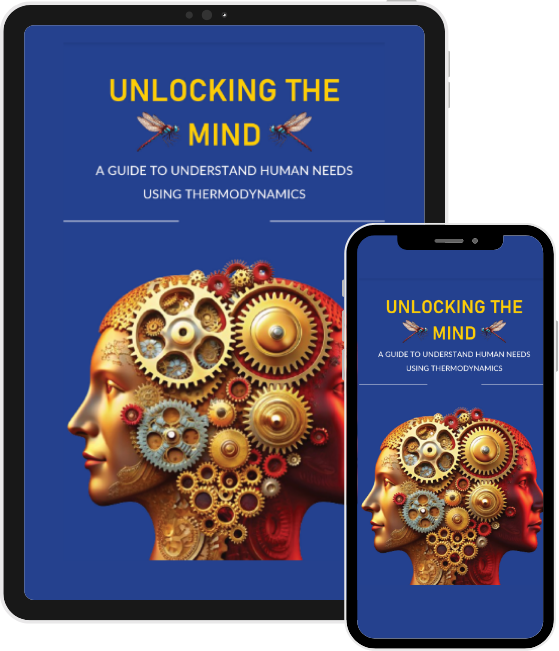 UNLOCKING THE
MIND
A GUIDE TO UNDERSTAND HUMAN NEEDS
USING THERMODYNAMICS
UNLOCKING THE
MIND
A GUIDE TO UNDERSTAND HUMAN NEEDS
USING THERMODYNAMICS